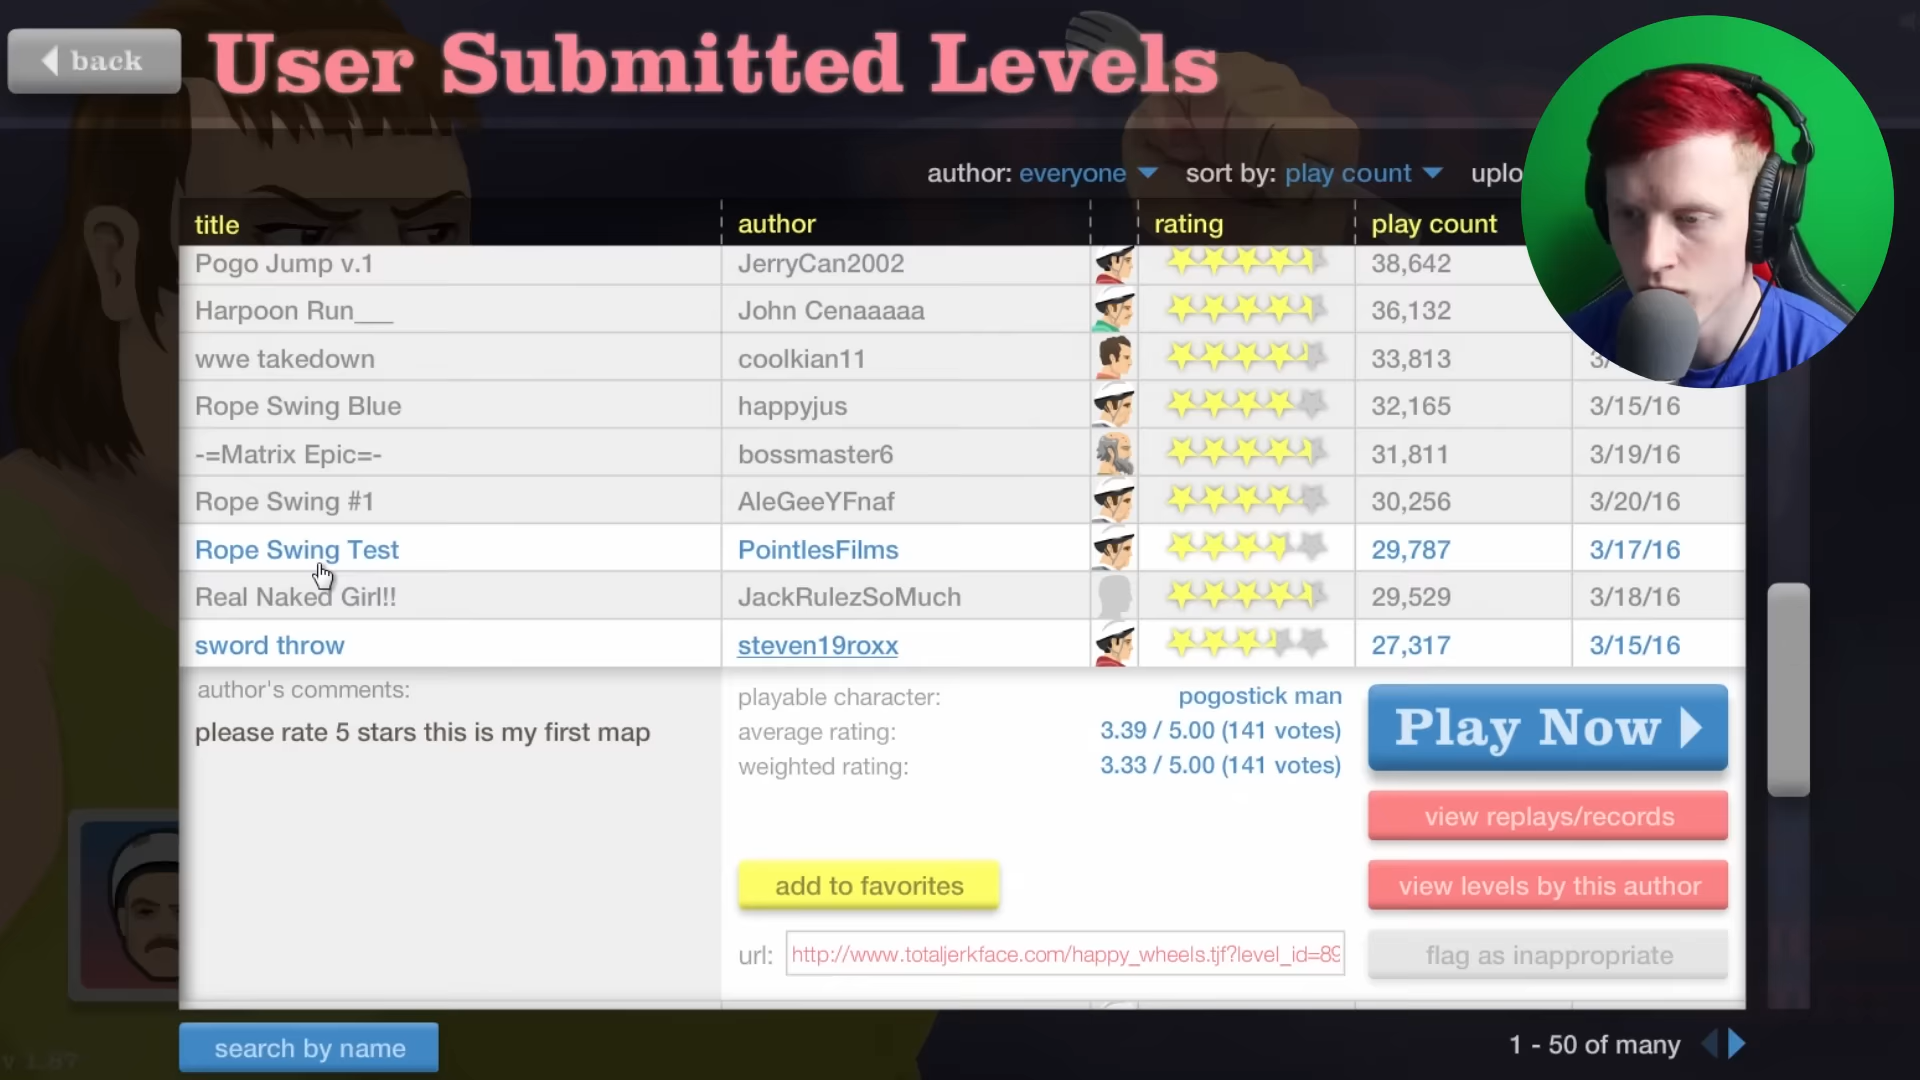 back
User Submitted Levels
author: everyone sort by: play count uplo
title author rating play count
Pogo Jump v.1 JerryCan2002 38,642
Harpoon Run___ John Cenaaaaa 36,132
wwe takedown coolkian11 33,813 3/
Rope Swing Blue happyjus 32,165 3/15/16
-=Matrix Epic=- bossmaster6 31,811 3/19/16
Rope Swing #1 AleGeeYFnaf 30,256 3/20/16
Rope Swing Test PointlesFilms 29,787 3/17/16
Real Naked Girl!! JackRulezSoMuch 29,529 3/18/16
sword throw steven19roxx 27,317 3/15/16
author's comments:
please rate 5 stars this is my first map
playable character: pogostick man
average rating: 3.39 / 5.00 (141 votes)
weighted rating: 3.33 / 5.00 (141 votes)
Play Now
view replays/records
add to favorites
view levels by this author
url: http://www.totaljerkface.com/happy_wheels.tjf?level_id=89
flag as inappropriate
search by name
1 - 50 of many
v 1.87